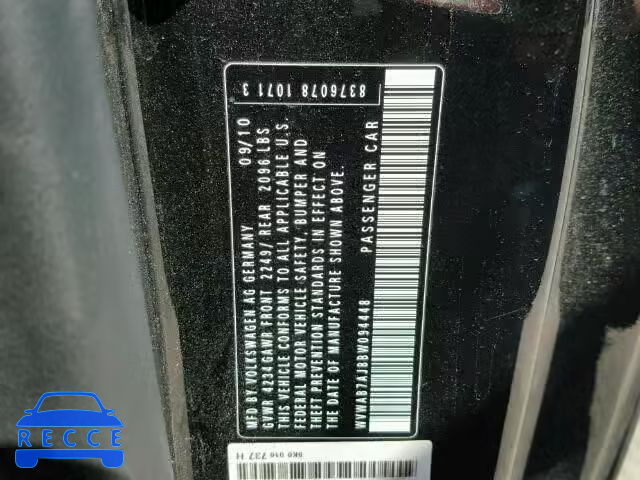 MFD BY VOLKSWAGEN AG GERMANY 09/10
GVWR 4234 GAWR FRONT 2249/ REAR 2096 LBS
THIS VEHICLE CONFORMS TO ALL APPLICABLE U.S.
FEDERAL MOTOR VEHICLE SAFETY, BUMPER AND
THEFT PREVENTION STANDARDS IN EFFECT ON
THE DATE OF MANUFACTURE SHOWN ABOVE.
WVWAB7AJBBW094448 PASSENGER CAR
8376078 1071 3
5K0 010 737 H
RECCE